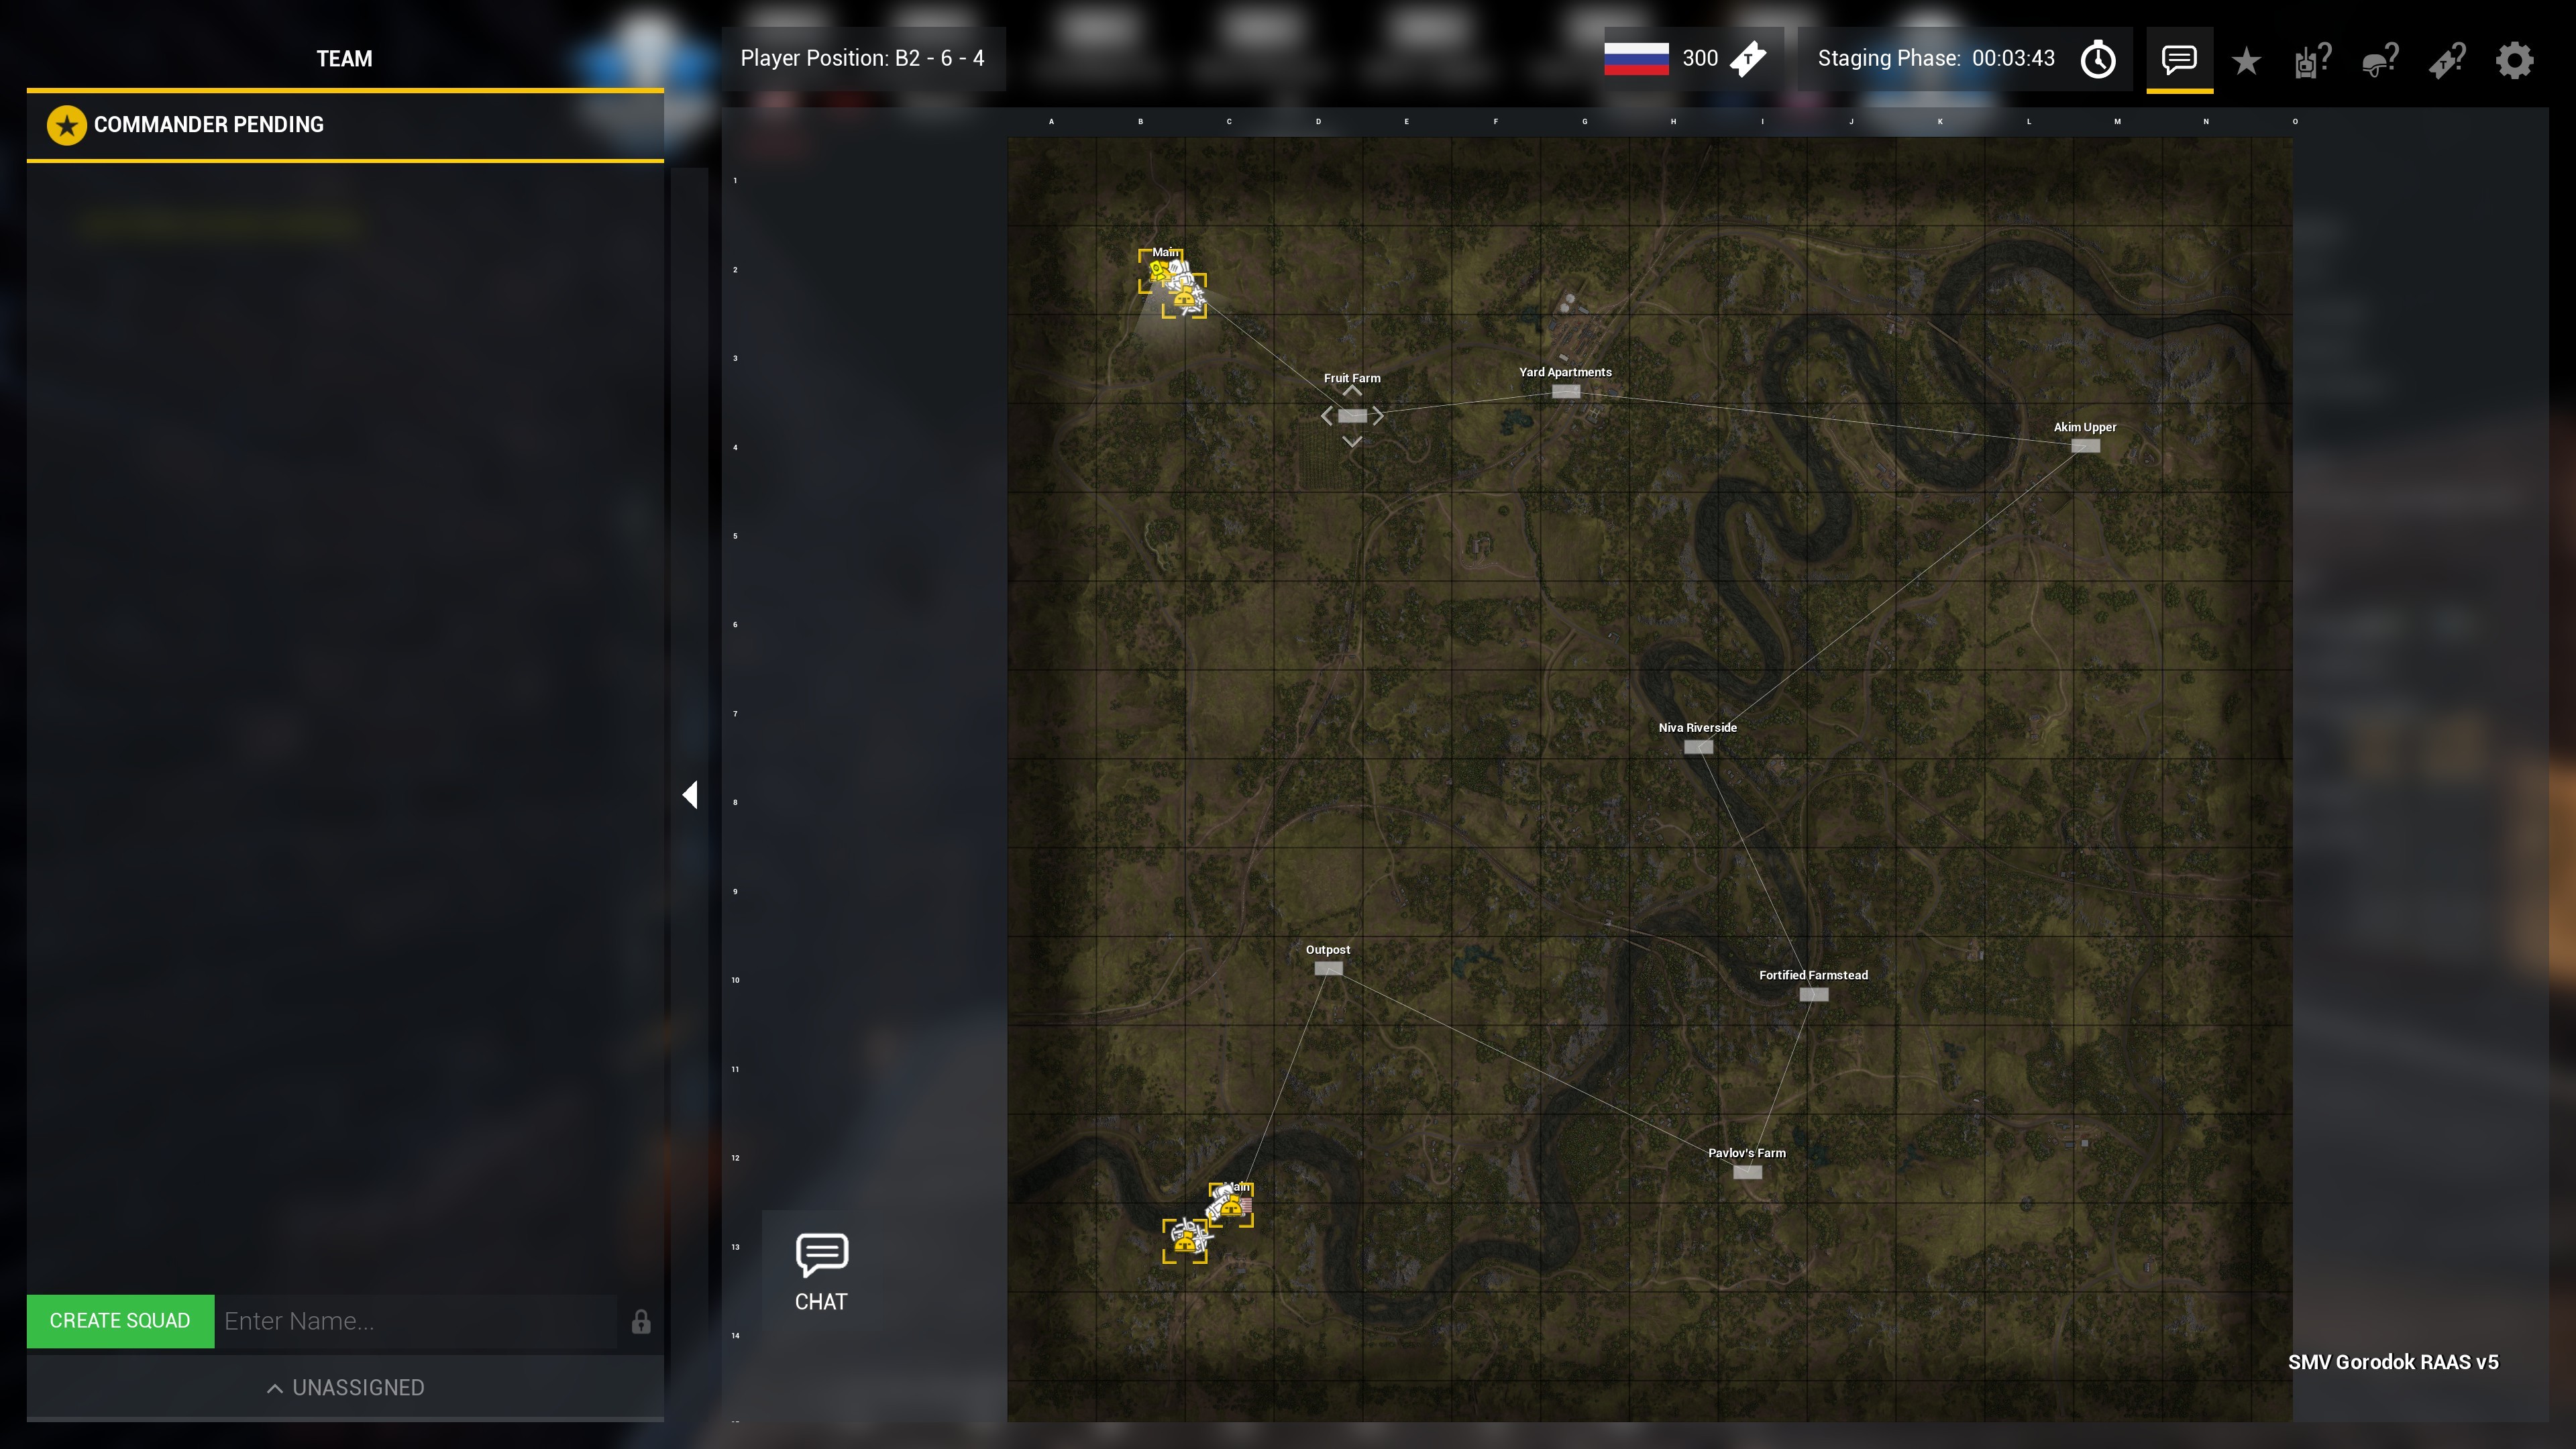 TEAM
Player Position: B2 - 6 - 4
300
T
Staging Phase: 00:03:43
COMMANDER PENDING
A B C D E F G H I J K L M N O
1
2
3
4
5
6
7
8
9
10
11
12
13
14
Main
Fruit Farm
Yard Apartments
Akim Upper
Niva Riverside
Outpost
Fortified Farmstead
Pavlov's Farm
Main
CHAT
CREATE SQUAD
Enter Name...
UNASSIGNED
SMV Gorodok RAAS v5